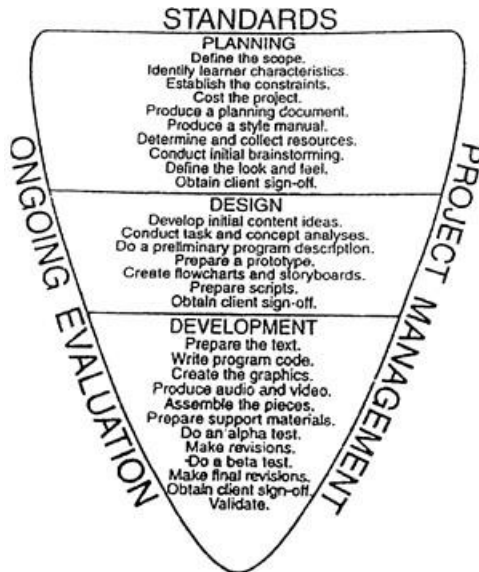 STANDARDS
PLANNING
Define the scope.
Identify learner characteristics.
Establish the constraints.
Cost the project.
Produce a planning document.
Produce a style manual.
Determine and collect resources.
Conduct initial brainstorming.
Define the look and feel.
Obtain client sign-off.
DESIGN
Develop initial content ideas.
Conduct task and concept analyses.
Do a preliminary program description.
Prepare a prototype.
Create flowcharts and storyboards.
Prepare scripts.
Obtain client sign-off.
DEVELOPMENT
Prepare the text.
Write program code.
Create the graphics.
Produce audio and video.
Assemble the pieces.
Prepare support materials.
Do an alpha test.
Make revisions.
Do a beta test.
Make final revisions.
Obtain client sign-off.
Validate.
ONGOING EVALUATION
PROJECT MANAGEMENT